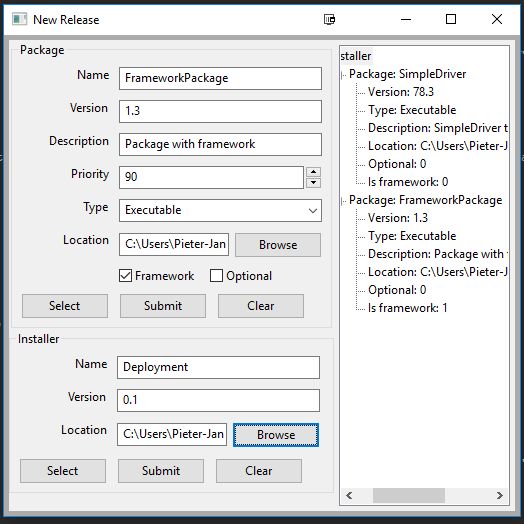 New Release
Package
Name
FrameworkPackage
Version
1.3
Description
Package with framework
Priority
90
Type
Executable
Location
C:\Users\Pieter-Jan
Browse
Framework
Optional
Select
Submit
Clear
Installer
Name
Deployment
Version
0.1
Location
C:\Users\Pieter-Jan
Browse
Select
Submit
Clear
staller
Package: SimpleDriver
Version: 78.3
Type: Executable
Description: SimpleDriver t
Location: C:\Users\Pieter-J
Optional: 0
Is framework: 0
Package: FrameworkPackage
Version: 1.3
Type: Executable
Description: Package with
Location: C:\Users\Pieter-J
Optional: 0
Is framework: 1